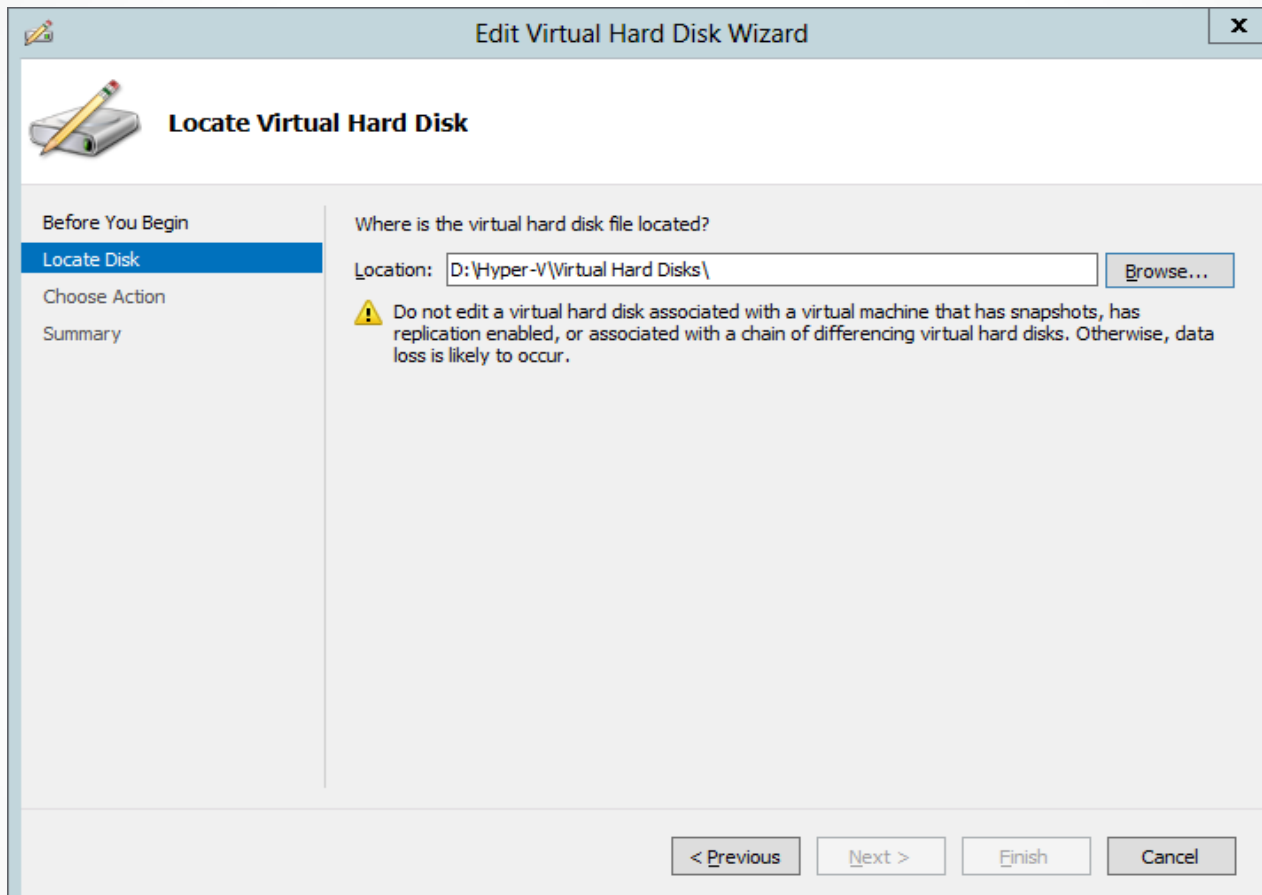 Edit Virtual Hard Disk Wizard
x
Locate Virtual Hard Disk
Before You Begin
Locate Disk
Choose Action
Summary
Where is the virtual hard disk file located?
Location: D:\Hyper-V\Virtual Hard Disks\ Browse...
Do not edit a virtual hard disk associated with a virtual machine that has snapshots, has
replication enabled, or associated with a chain of differencing virtual hard disks. Otherwise, data
loss is likely to occur.
< Previous Next > Finish Cancel